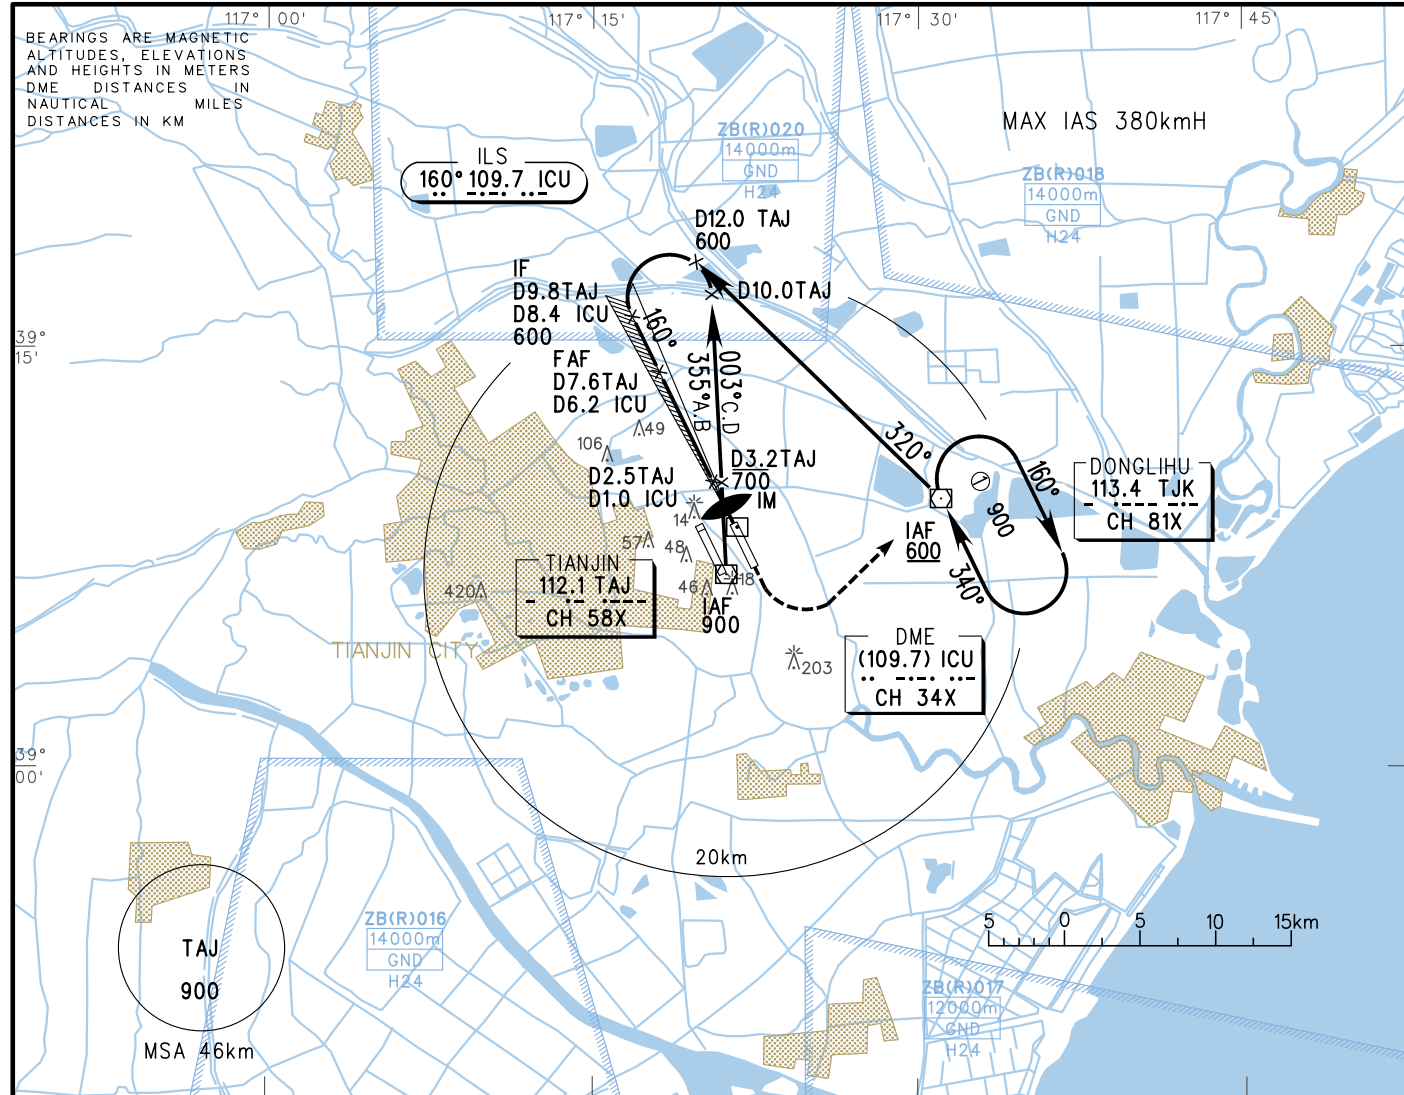 117° 00'
117° 15'
117° 30'
117° 45'
BEARINGS ARE MAGNETIC
ALTITUDES, ELEVATIONS
AND HEIGHTS IN METERS
DME DISTANCES IN
NAUTICAL MILES
DISTANCES IN KM
MAX IAS 380kmH
ZB(R)020
14000m
GND
H24
ILS
160° 109.7 ICU
ZB(R)018
14000m
GND
H24
D12.0 TAJ
600
IF
D9.8TAJ
D8.4 ICU
600
D10.0TAJ
160°
39°
15'
FAF
D7.6TAJ
D6.2 ICU
003°C.D
355°A.B
320°
49
106
D3.2TAJ
700
D2.5TAJ
D1.0 ICU
IM
14
1
160°
900
DONGLIHU
113.4 TJK
CH 81X
IAF
600
340°
57
48
TIANJIN
112.1 TAJ
CH 58X
420
46
18
IAF
900
TIANJIN CITY
203
DME
(109.7) ICU
CH 34X
39°
00'
20km
TAJ
900
MSA 46km
ZB(R)016
14000m
GND
H24
5 0 5 10 15km
ZB(R)017
12000m
GND
H24